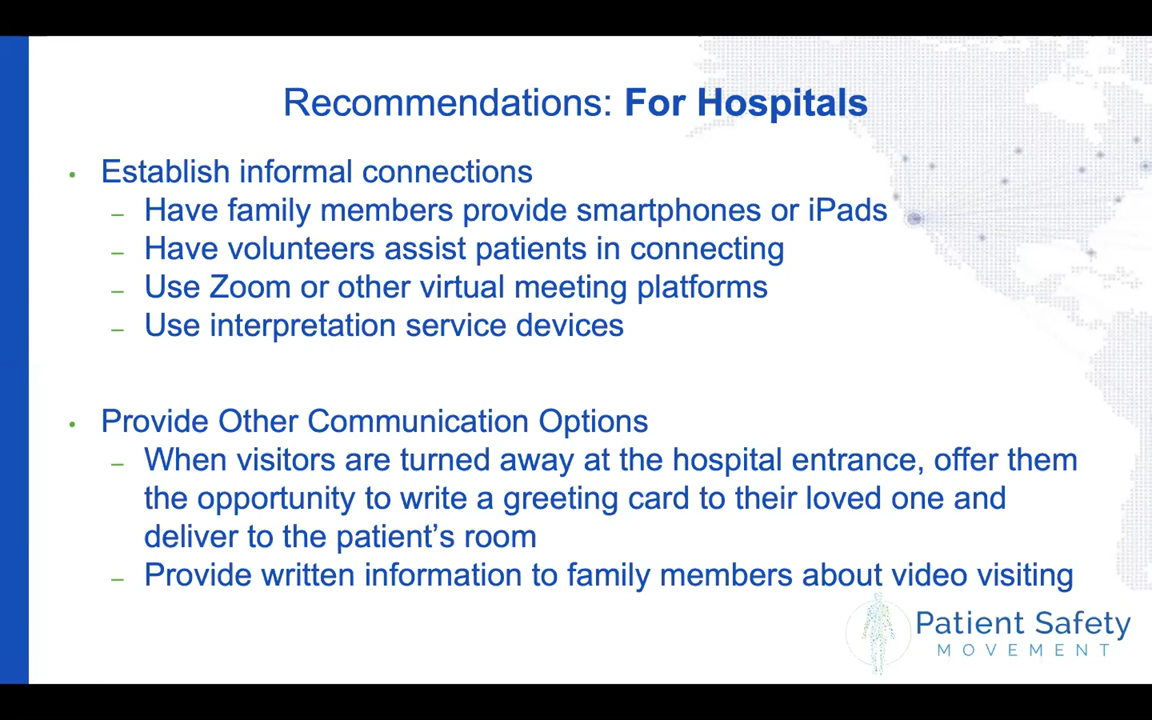 Recommendations: For Hospitals
• Establish informal connections
– Have family members provide smartphones or iPads
– Have volunteers assist patients in connecting
– Use Zoom or other virtual meeting platforms
– Use interpretation service devices
• Provide Other Communication Options
– When visitors are turned away at the hospital entrance, offer them
the opportunity to write a greeting card to their loved one and
deliver to the patient’s room
– Provide written information to family members about video visiting
Patient Safety
MOVEMENT